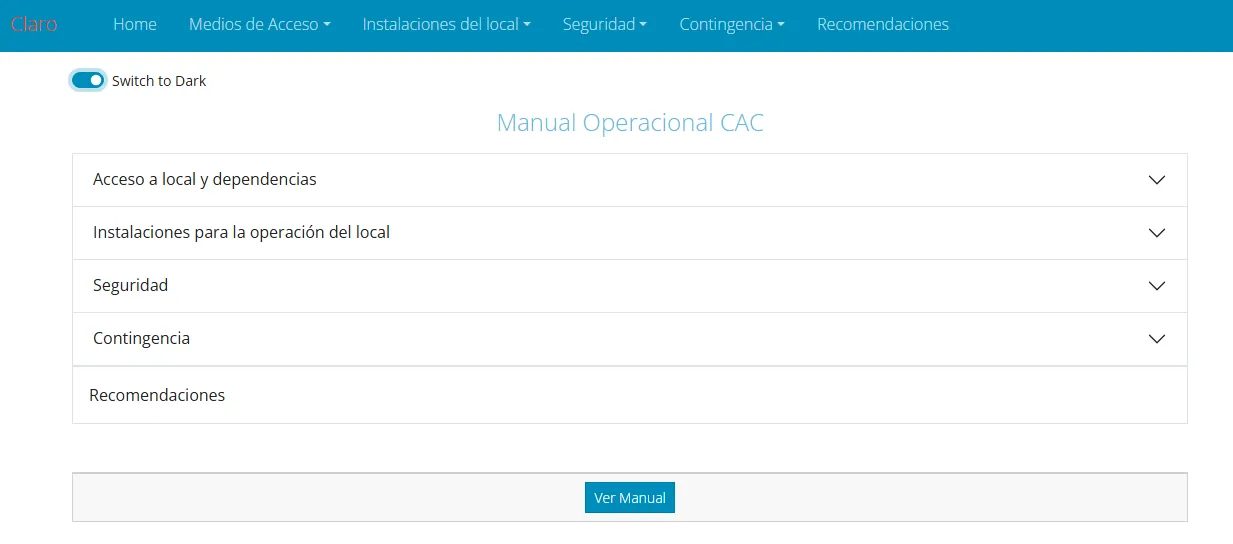 Claro Home Medios de Acceso Instalaciones del local Seguridad Contingencia Recomendaciones
Switch to Dark
Manual Operacional CAC
Acceso a local y dependencias
Instalaciones para la operación del local
Seguridad
Contingencia
Recomendaciones
Ver Manual